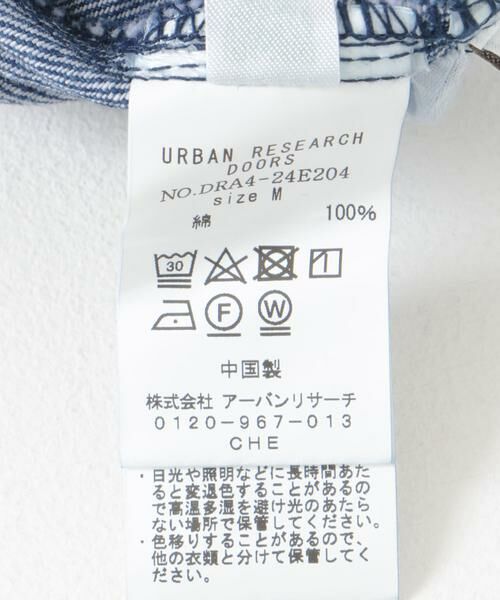 URBAN RESEARCH
DOORS
NO.DRA4-24E204
size M
綿 100%
30
F W
中国製
株式会社 アーバンリサーチ
0120-967-013
CHE
・日光や照明などに長時間あた
ると変退色することがあるの
で高温多湿を避け光のあたら
ない場所で保管してください。
・色移りすることがあるので、
他の衣類と分けて保管してく
ださい。